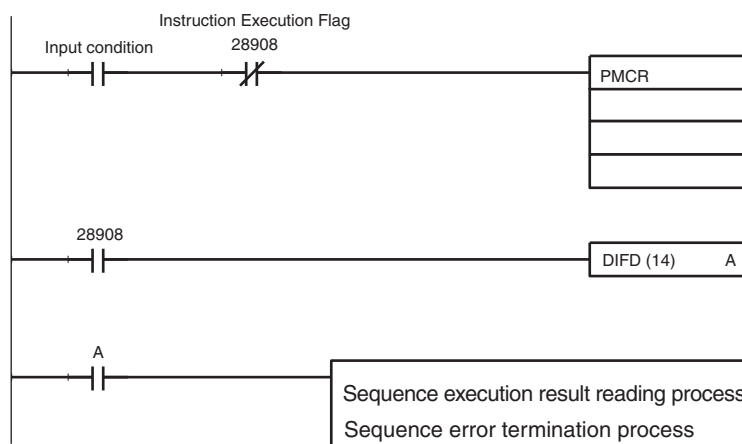 Instruction Execution Flag
Input condition
28908
PMCR
28908
DIFD (14) A
A
Sequence execution result reading process
Sequence error termination process